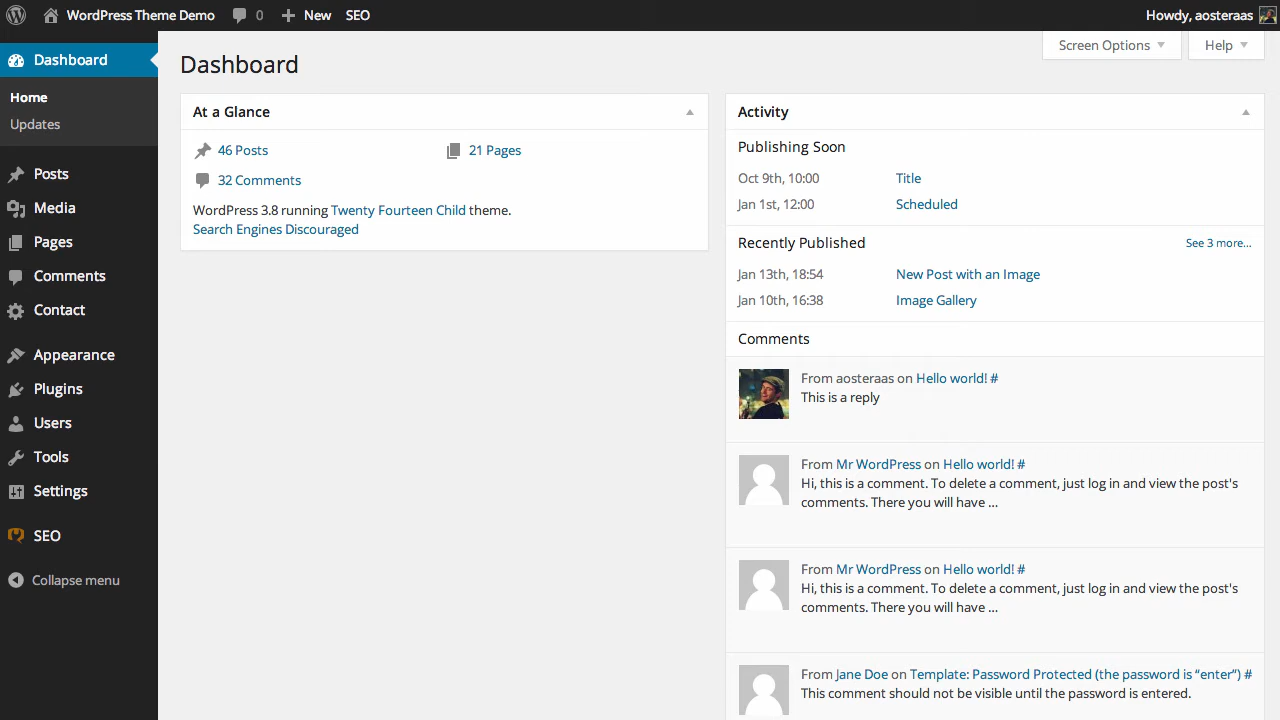 WordPress Theme Demo 0 New SEO Howdy, aosteraas
Dashboard
Home
Updates
Posts
Media
Pages
Comments
Contact
Appearance
Plugins
Users
Tools
Settings
SEO
Collapse menu
Screen Options Help
Dashboard
At a Glance
46 Posts 21 Pages
32 Comments
WordPress 3.8 running Twenty Fourteen Child theme.
Search Engines Discouraged
Activity
Publishing Soon
Oct 9th, 10:00 Title
Jan 1st, 12:00 Scheduled
Recently Published See 3 more...
Jan 13th, 18:54 New Post with an Image
Jan 10th, 16:38 Image Gallery
Comments
From aosteraas on Hello world! #
This is a reply
From Mr WordPress on Hello world! #
Hi, this is a comment. To delete a comment, just log in and view the post's
comments. There you will have ...
From Mr WordPress on Hello world! #
Hi, this is a comment. To delete a comment, just log in and view the post's
comments. There you will have ...
From Jane Doe on Template: Password Protected (the password is “enter”) #
This comment should not be visible until the password is entered.